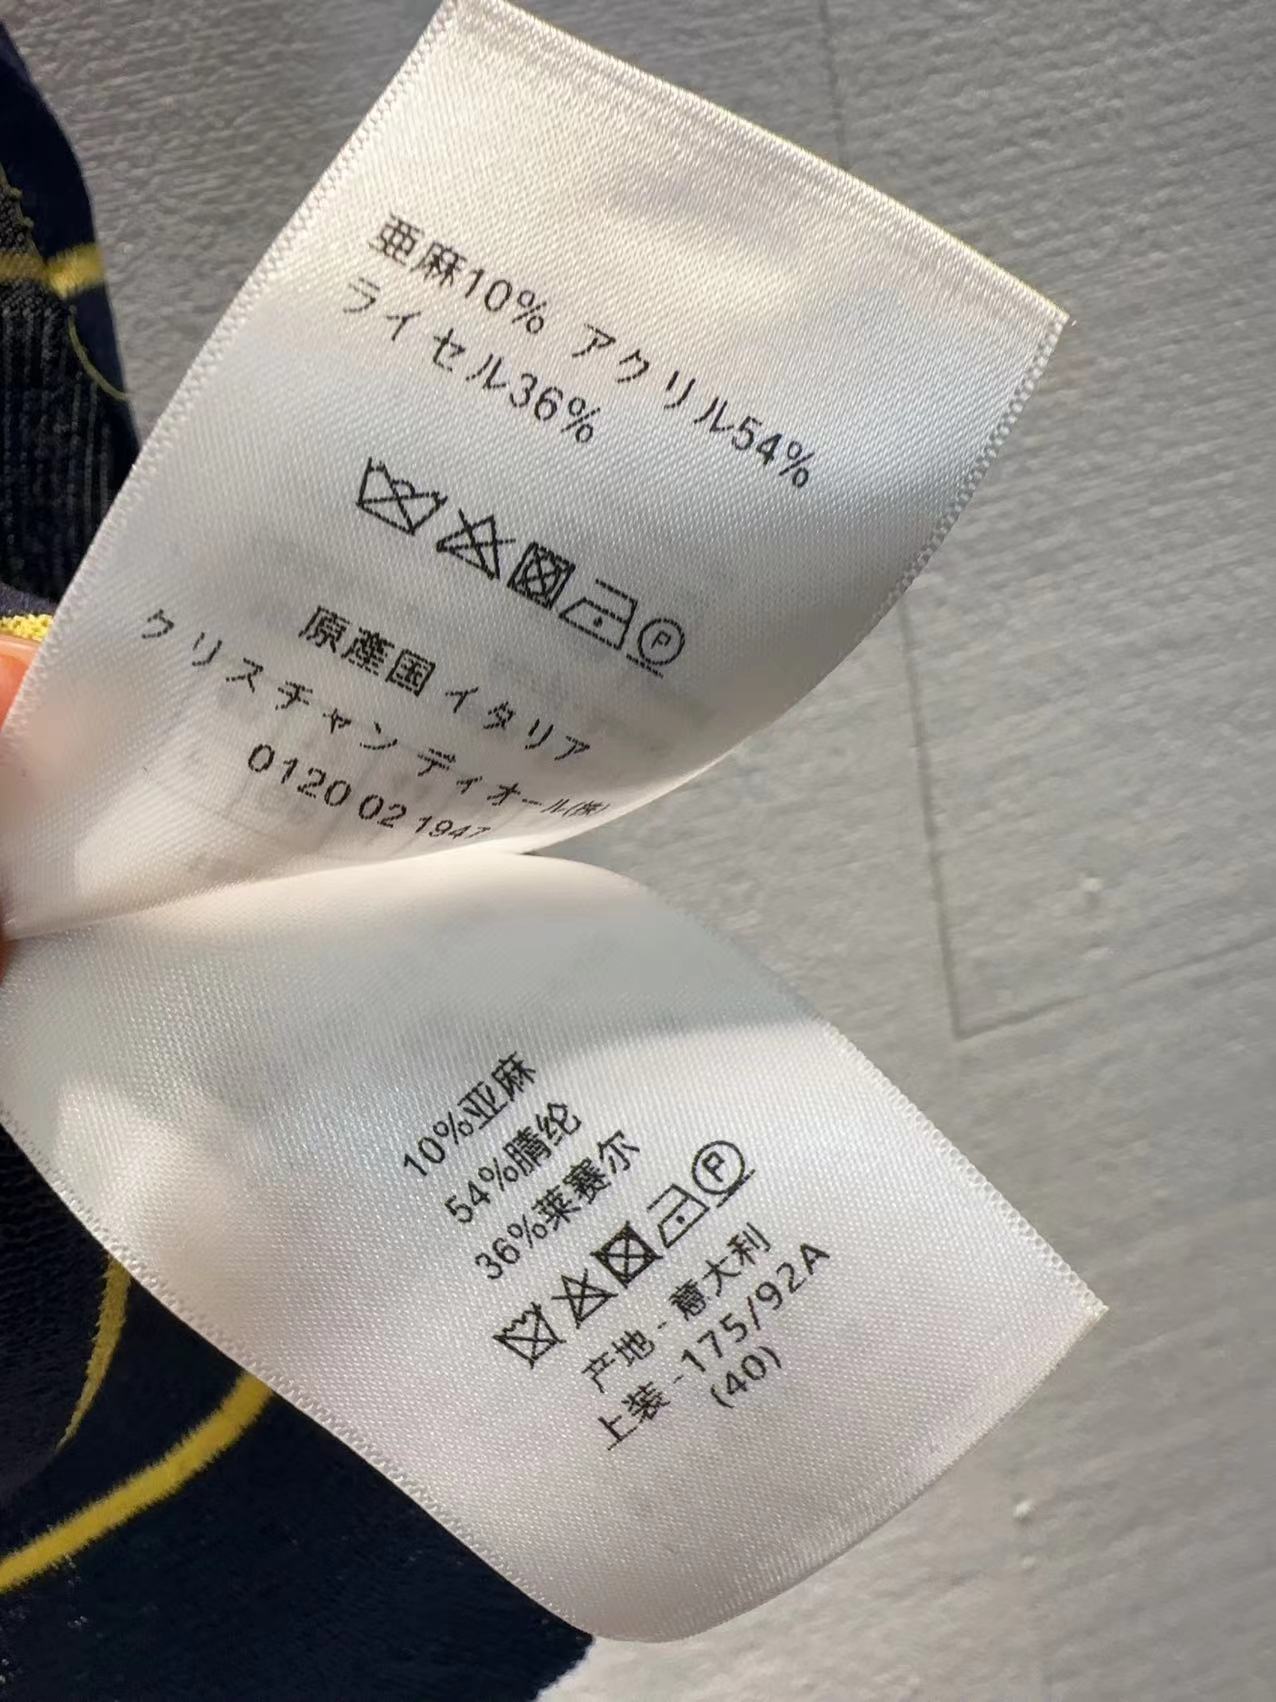 亜麻10% アクリル54%
ライセル36%
P
原産国 イタリア
クリスチャン ディオール(株)
0120 02 1947
10%亚麻
54%腈纶
36%莱赛尔
P
产地 - 意大利
上装 - 175/92A
(40)